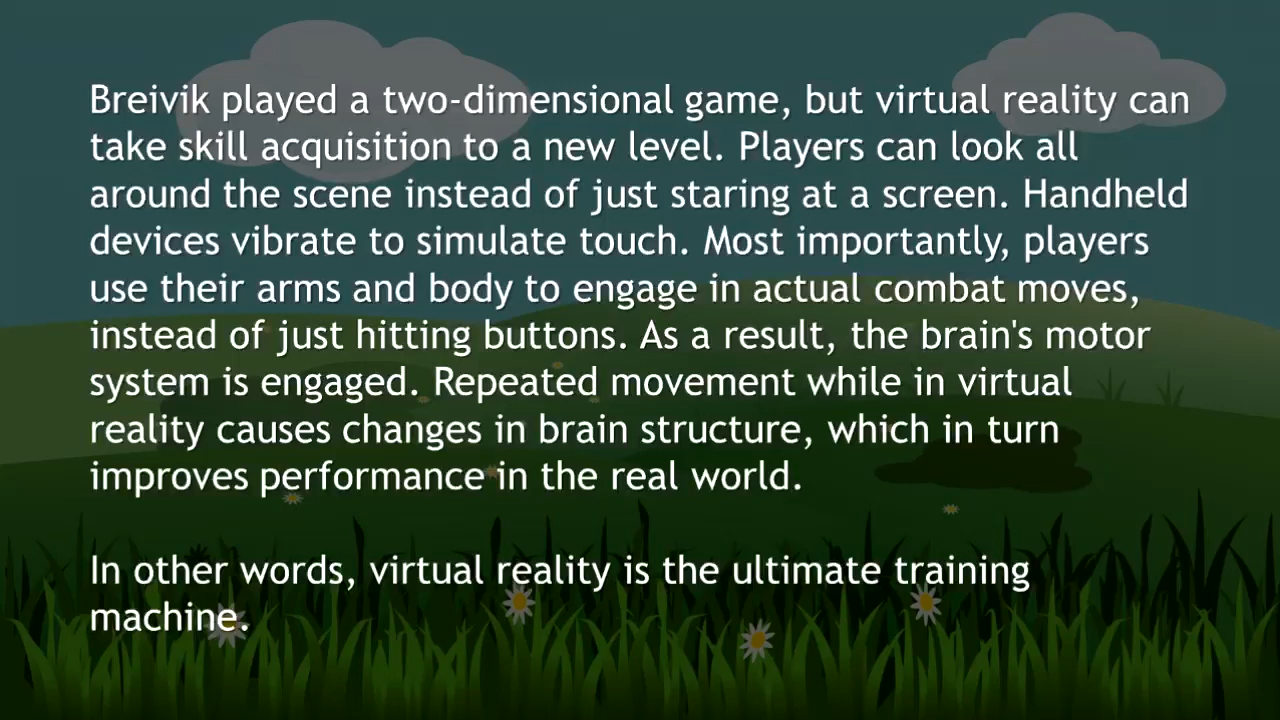 Breivik played a two-dimensional game, but virtual reality can
take skill acquisition to a new level. Players can look all
around the scene instead of just staring at a screen. Handheld
devices vibrate to simulate touch. Most importantly, players
use their arms and body to engage in actual combat moves,
instead of just hitting buttons. As a result, the brain's motor
system is engaged. Repeated movement while in virtual
reality causes changes in brain structure, which in turn
improves performance in the real world.
In other words, virtual reality is the ultimate training
machine.